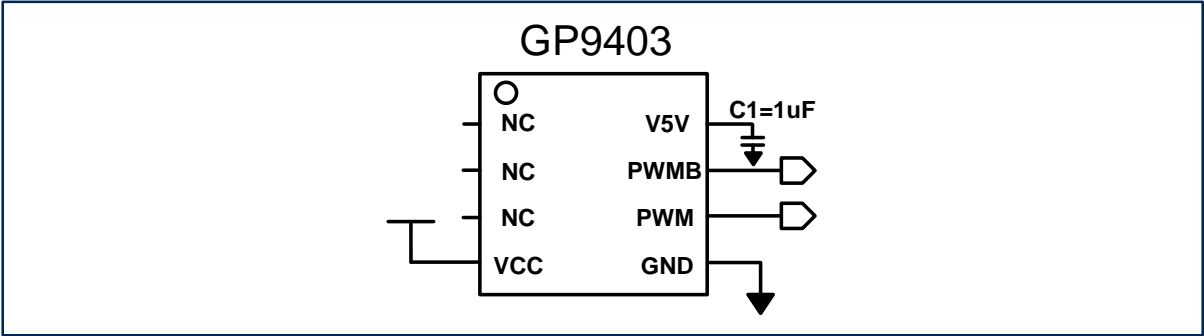 GP9403
NC
V5V
C1=1uF
NC
PWMB
NC
PWM
VCC
GND